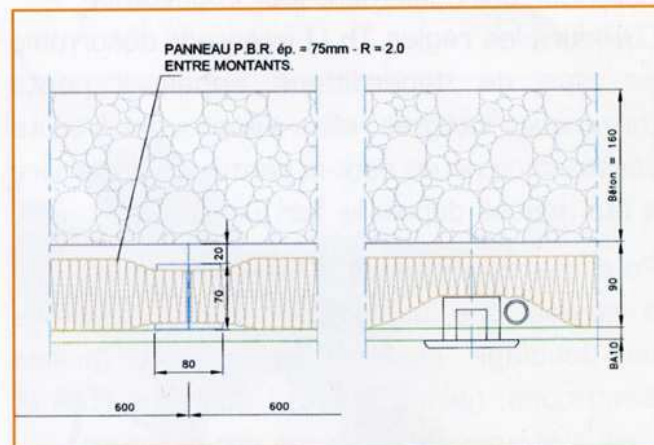 PANNEAU P.B.R. ép. = 75mm - R = 2.0
ENTRE MONTANTS.
Béton = 160
20
70
90
80
BA10
600
600